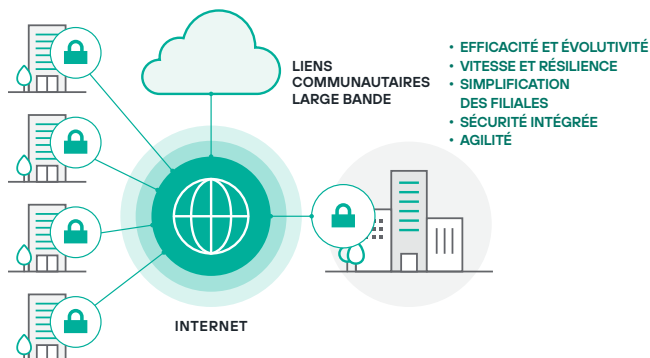 LIENS
COMMUNAUTAIRES
LARGE BANDE
• EFFICACITÉ ET ÉVOLUTIVITÉ
• VITESSE ET RÉSILIENCE
• SIMPLIFICATION
DES FILIALES
• SÉCURITÉ INTÉGRÉE
• AGILITÉ
INTERNET